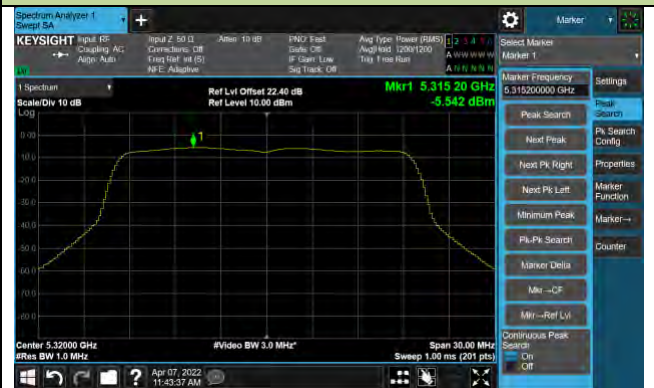 Spectrum Analyzer 1
Swept SA
Marker
KEYSIGHT
Input: RF
Coupling: AC
Align: Auto
Input Z: 50 Ω
Corrections: Off
Freq Ref: Int (S)
NFE: Adaptive
Atten: 10 dB
PNO: Fast
Gate: Off
IF Gain: Low
Sig Track: Off
Avg Type: Power (RMS)
Avg|Hold: 1200/1200
Trig: Free Run
1 2 3 4 5 6
A W W W W W
A N N N N N
Select Marker
Marker 1
1 Spectrum
Scale/Div 10 dB
Log
Ref Lvl Offset 22.40 dB
Ref Level 10.00 dBm
Mkr1 5.315 20 GHz
-5.542 dBm
1
0.00
-10.0
-20.0
-30.0
-40.0
-50.0
-60.0
-70.0
-80.0
Center 5.32000 GHz
#Res BW 1.0 MHz
#Video BW 3.0 MHz*
Span 30.00 MHz
Sweep 1.00 ms (201 pts)
Marker Frequency
5.315200000 GHz
Peak Search
Next Peak
Next Pk Right
Next Pk Left
Minimum Peak
Pk-Pk Search
Marker Delta
Mkr→CF
Mkr→Ref Lvl
Continuous Peak
Search
On
Off
Settings
Peak
Search
Pk Search
Config
Properties
Marker
Function
Marker→
Counter
?
Apr 07, 2022
11:43:37 AM